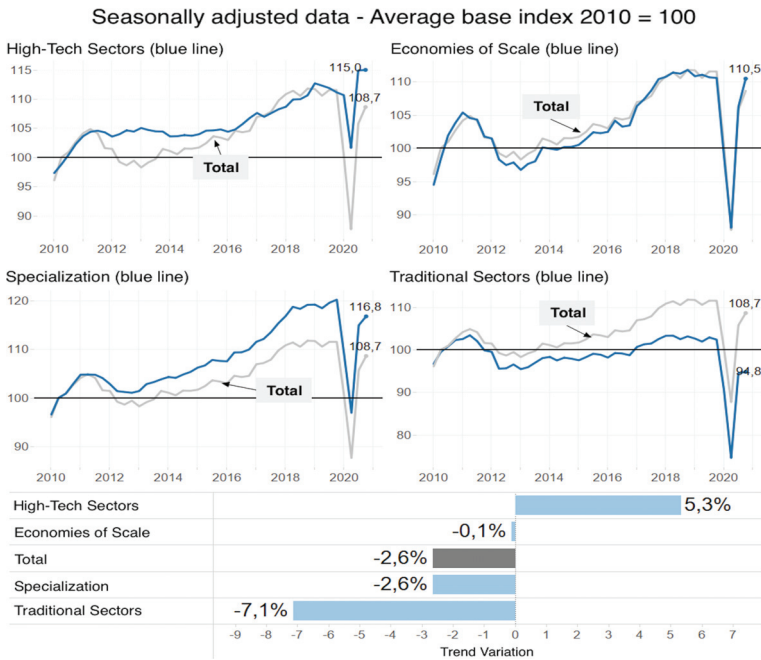 Seasonally adjusted data - Average base index 2010 = 100
High-Tech Sectors (blue line)
115
110
105
100
95
90
115,0
108,7
Total
2010 2012 2014 2016 2018 2020
Economies of Scale (blue line)
110
105
100
95
90
110,5
Total
2010 2012 2014 2016 2018 2020
Specialization (blue line)
120
110
100
90
116,8
108,7
Total
2010 2012 2014 2016 2018 2020
Traditional Sectors (blue line)
110
100
90
80
108,7
94,8
Total
2010 2012 2014 2016 2018 2020
High-Tech Sectors 5,3%
Economies of Scale -0,1%
Total -2,6%
Specialization -2,6%
Traditional Sectors -7,1%
-9 -8 -7 -6 -5 -4 -3 -2 -1 0 1 2 3 4 5 6 7
Trend Variation